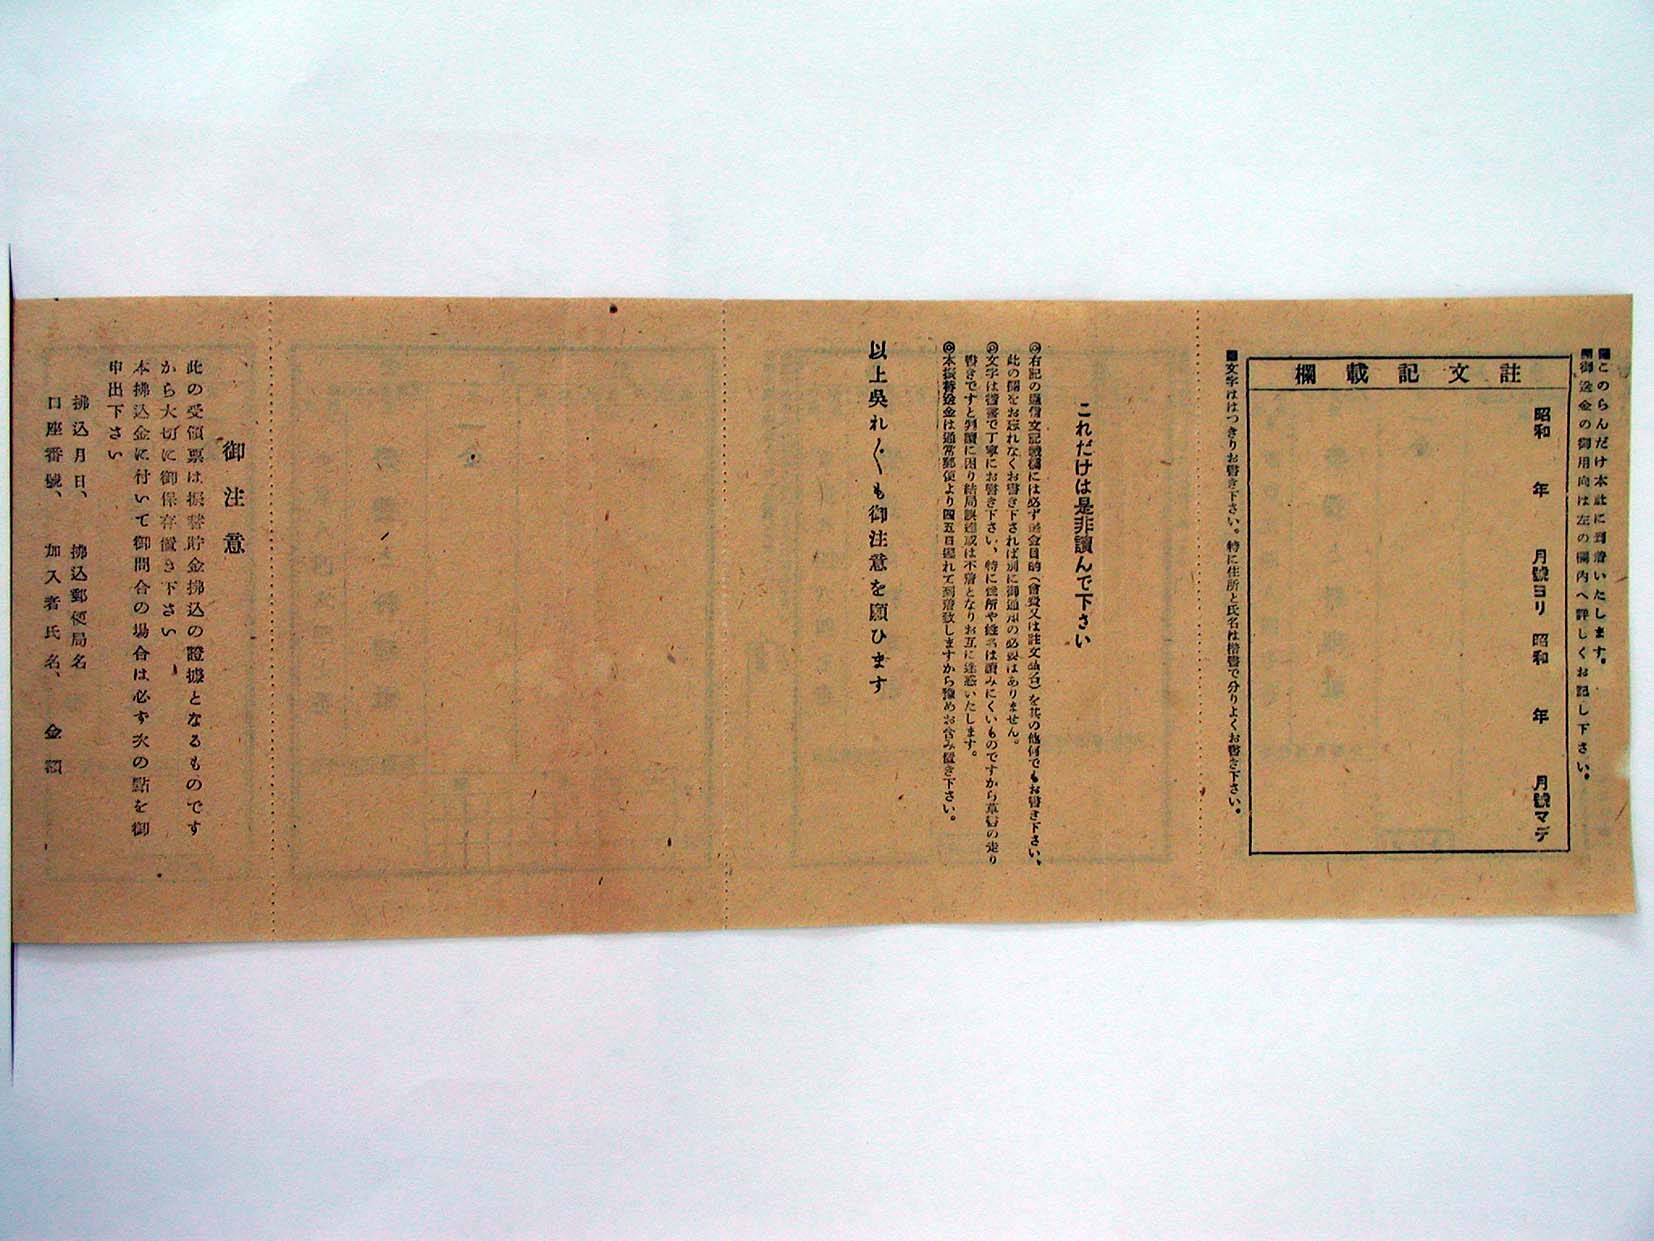 ■このらんだけ本社に到着いたします。
■御送金の御用向は左の欄内へ詳しくお記し下さい。
註文記載欄
昭和　年　月號ヨリ 昭和　年　月號マデ
■文字ははつきりお書き下さい。特に住所と氏名は楷書で分りよくお書き下さい。
これだけは是非讀んで下さい
◎右記の通信文記載欄には必ず送金目的(會費又は註文品名)を其の他何でもお書き下さい、
此の欄をお忘れなくお書き下されば別に御通知の必要はありません。
◎文字は楷書で丁寧にお書き下さい、特に住所や姓名は讀みにくいものですから草書の走り
書きですと判讀に困り結局誤達或は不着となりお互に迷惑いたします。
◎本振替送金は通常郵便より四五日遲れて到着致しますから豫めお含み置き下さい。
以上呉れ〲も御注意を願ひます
御注意
此の受領票は振替貯金拂込の證據となるものです
から大切に御保存置き下さい
本拂込金に付いて御問合の場合は必ず次の點を御
申出下さい
拂込月日、拂込郵便局名
口座番號、加入者氏名、金額